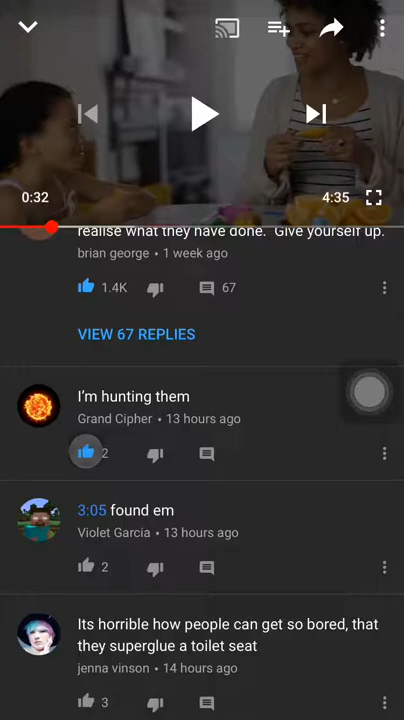 0:32
4:35
realise what they have done. Give yourself up.
brian george • 1 week ago
1.4K
67
VIEW 67 REPLIES
I'm hunting them
Grand Cipher • 13 hours ago
2
3:05 found em
Violet Garcia • 13 hours ago
2
Its horrible how people can get so bored, that
they superglue a toilet seat
jenna vinson • 14 hours ago
3